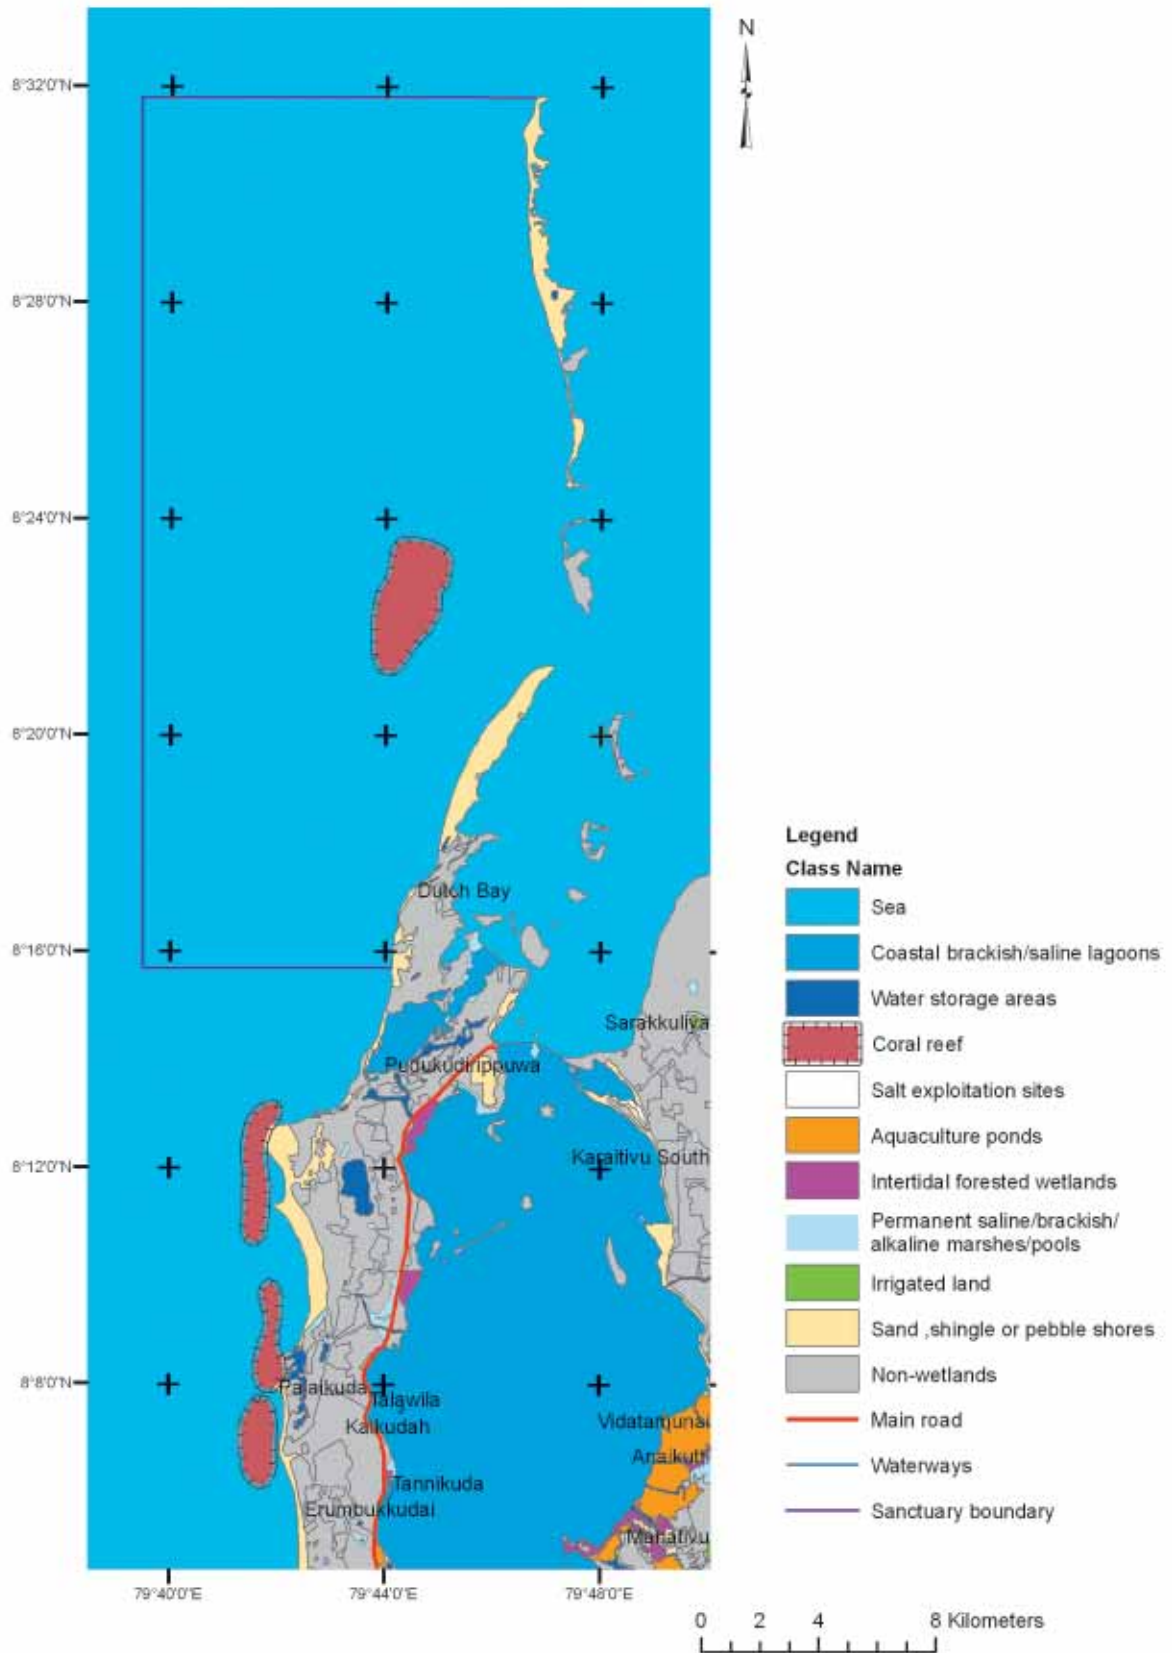 N
8°32'0"N
8°28'0"N
8°24'0"N
8°20'0"N
Dutch Bay
8°16'0"N
Sarakkuliya
Pudukudirippuwa
Karaitivu South
8°12'0"N
8°8'0"N
Palaikuda
Talawila
Kalkudah
Vidatamunai
Anaikutti
Tannikuda
Erumbukkudai
Mahativu
79°40'0"E
79°44'0"E
79°48'0"E
Legend
Class Name
Sea
Coastal brackish/saline lagoons
Water storage areas
Coral reef
Salt exploitation sites
Aquaculture ponds
Intertidal forested wetlands
Permanent saline/brackish/
alkaline marshes/pools
Irrigated land
Sand ,shingle or pebble shores
Non-wetlands
Main road
Waterways
Sanctuary boundary
0 2 4 8 Kilometers